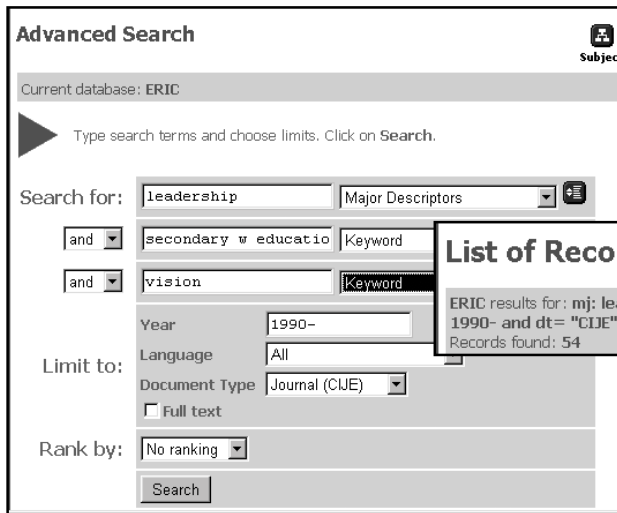 Advanced Search
Subjec
Current database: ERIC
Type search terms and choose limits. Click on Search.
Search for: leadership Major Descriptors
and secondary w educatio Keyword
and vision Keyword
List of Reco
ERIC results for: mj: lea
1990- and dt= "CIJE"
Records found: 54
Limit to:
Year 1990-
Language All
Document Type Journal (CIJE)
Full text
Rank by: No ranking
Search